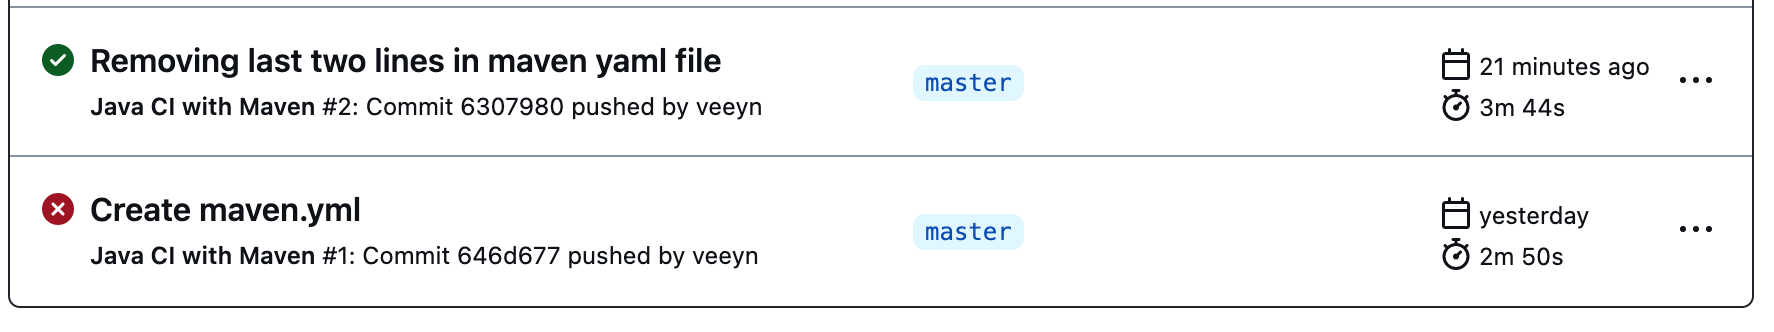 Removing last two lines in maven yaml file
Java CI with Maven #2: Commit 6307980 pushed by veeyn
master
21 minutes ago
3m 44s
Create maven.yml
Java CI with Maven #1: Commit 646d677 pushed by veeyn
master
yesterday
2m 50s